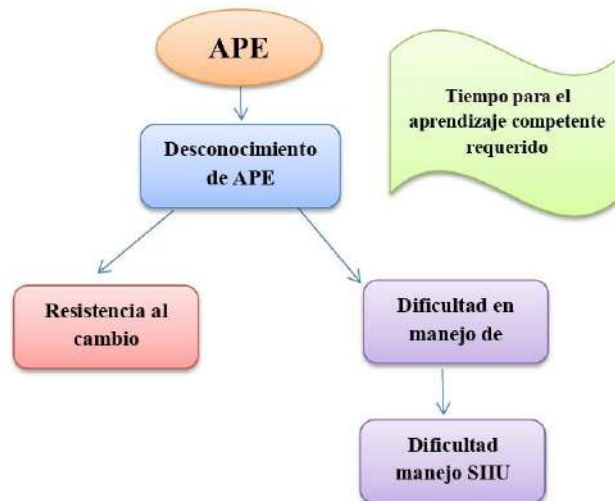 APE
Tiempo para el
aprendizaje competente
requerido
Desconocimiento
de APE
Resistencia al
cambio
Dificultad en
manejo de
Dificultad
manejo SIIU